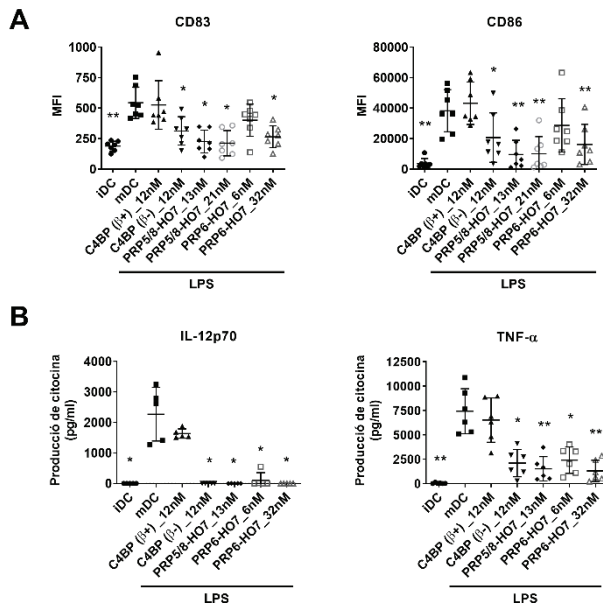 A
CD83
MFI
1000
750
500
250
0
**
*
*
*
*
iDC
mDC
C4BP (β+)_12nM
C4BP (β-)_12nM
PRP5/8-HO7_13nM
PRP5/8-HO7_21nM
PRP6-HO7_6nM
PRP6-HO7_32nM
LPS
CD86
MFI
80000
60000
40000
20000
0
**
*
**
**
**
iDC
mDC
C4BP (β+)_12nM
C4BP (β-)_12nM
PRP5/8-HO7_13nM
PRP5/8-HO7_21nM
PRP6-HO7_6nM
PRP6-HO7_32nM
LPS
B
IL-12p70
Producció de citocina
(pg/ml)
4000
3000
2000
1000
0
*
*
*
*
*
iDC
mDC
C4BP (β+)_12nM
C4BP (β-)_12nM
PRP5/8-HO7_13nM
PRP6-HO7_6nM
PRP6-HO7_32nM
LPS
TNF-α
Producció de citocina
(pg/ml)
12500
10000
7500
5000
2500
0
**
*
**
*
**
iDC
mDC
C4BP (β+)_12nM
C4BP (β-)_12nM
PRP5/8-HO7_13nM
PRP6-HO7_6nM
PRP6-HO7_32nM
LPS